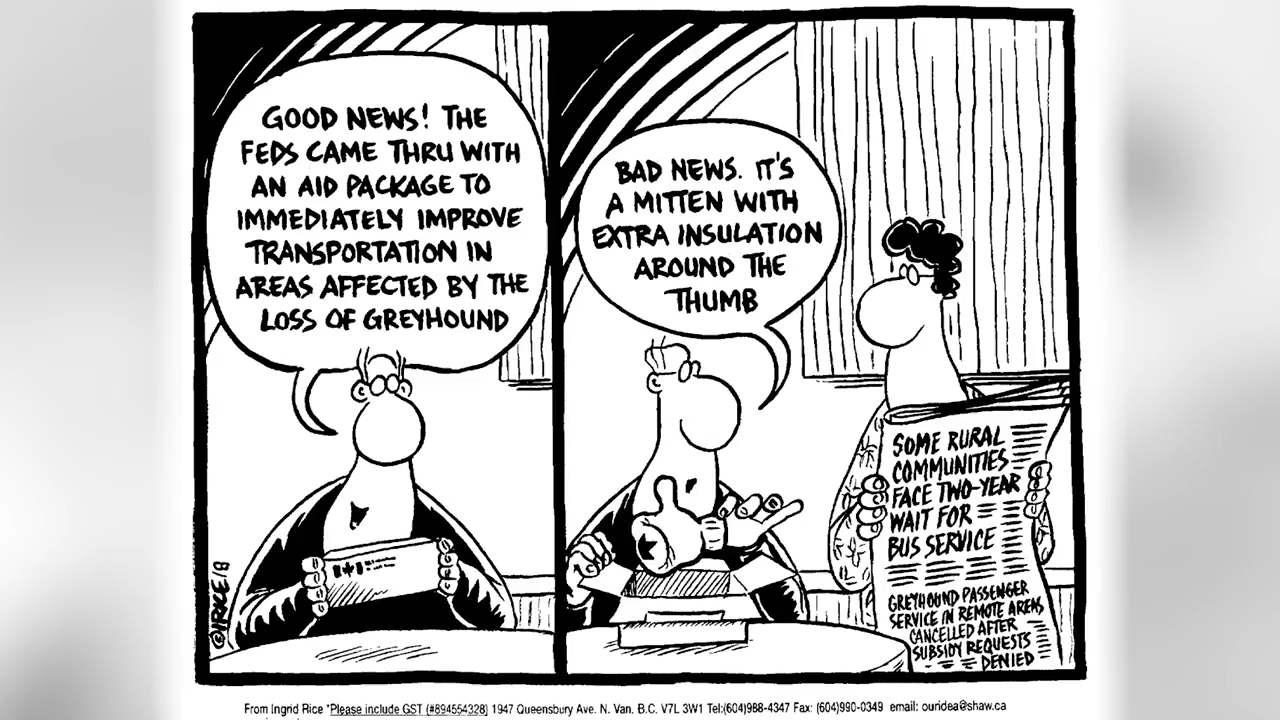 GOOD NEWS! THE
FEDS CAME THRU WITH
AN AID PACKAGE TO
IMMEDIATELY IMPROVE
TRANSPORTATION IN
AREAS AFFECTED BY THE
LOSS OF GREYHOUND
BAD NEWS. IT'S
A MITTEN WITH
EXTRA INSULATION
AROUND THE
THUMB
SOME RURAL
COMMUNITIES
FACE TWO-YEAR
WAIT FOR
BUS SERVICE
GREYHOUND PASSENGER
SERVICE IN REMOTE AREAS
CANCELLED AFTER
SUBSIDY REQUESTS
DENIED
©IRICE/18
From Ingrid Rice *Please include GST (#894554328) 1947 Queensbury Ave. N. Van. B.C. V7L 3W1 Tel:(604)988-4347 Fax: (604)990-0349 email: ouridea@shaw.ca